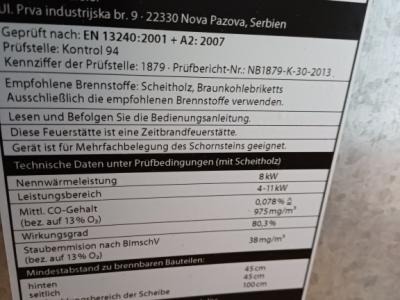 Ul. Prva industrijska br. 9 · 22330 Nova Pazova, Serbien
Geprüft nach: EN 13240:2001 + A2: 2007
Prüfstelle: Kontrol 94
Kennziffer der Prüfstelle: 1879 · Prüfbericht-Nr.: NB1879-K-30-2013
Empfohlene Brennstoffe: Scheitholz, Braunkohlebriketts
Ausschließlich die empfohlenen Brennstoffe verwenden.
Lesen und Befolgen Sie die Bedienungsanleitung.
Diese Feuerstätte ist eine Zeitbrandfeuerstätte.
Gerät ist für Mehrfachbelegung des Schornsteins geeignet.
Technische Daten unter Prüfbedingungen (mit Scheitholz)
Nennwärmeleistung 8 kW
Leistungsbereich 4-11 kW
Mittl. CO-Gehalt 0,078% ≙
(bez. auf 13% O₂) 975 mg/m³
Wirkungsgrad 80,3%
Staubemmision nach BimschV 38 mg/m³
(bez. auf 13% O₂)
Mindestabstand zu brennbaren Bauteilen:
hinten 45 cm
seitlich 45 cm
der Scheibe 100 cm